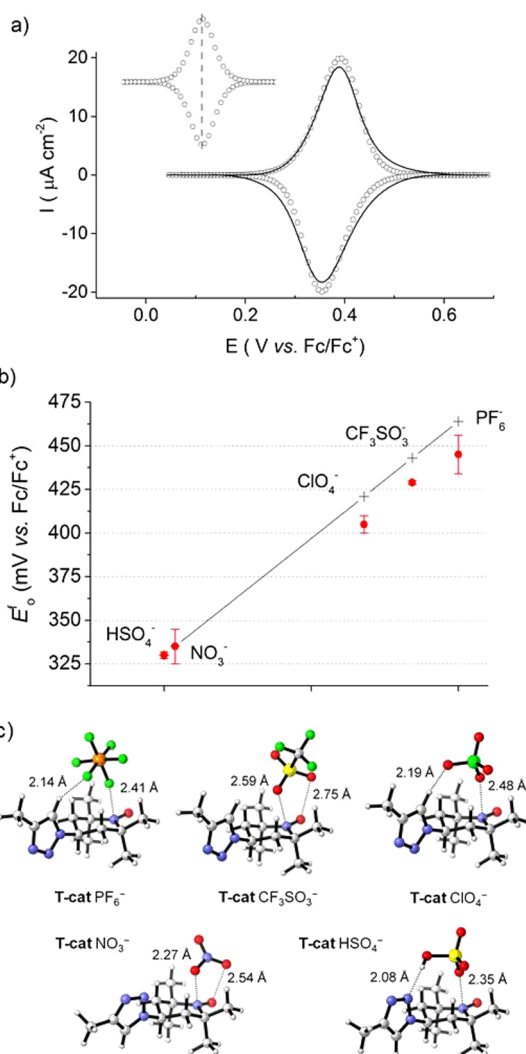 a)
20
10
0
-10
-20
I ( μA cm⁻²)
0.0 0.2 0.4 0.6
E ( V vs. Fc/Fc⁺)
b)
475
450
425
400
375
350
325
Eᶠₒ (mV vs. Fc/Fc⁺)
PF₆⁻
CF₃SO₃⁻
ClO₄⁻
HSO₄⁻
NO₃⁻
c)
2.14 Å 2.41 Å
2.59 Å 2.75 Å
2.19 Å 2.48 Å
T-cat PF₆⁻ T-cat CF₃SO₃⁻ T-cat ClO₄⁻
T-cat NO₃⁻ T-cat HSO₄⁻
2.27 Å 2.54 Å
2.08 Å 2.35 Å